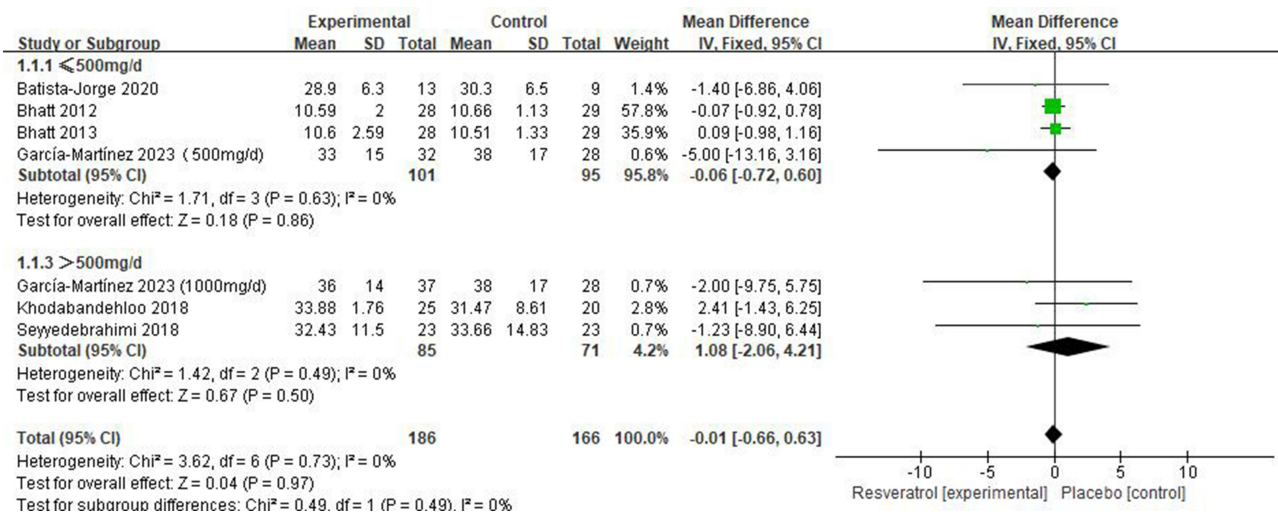 Experimental Control Mean Difference Mean Difference
Study or Subgroup Mean SD Total Mean SD Total Weight IV, Fixed, 95% CI IV, Fixed, 95% CI
1.1.1 ⩽500mg/d
Batista-Jorge 2020 28.9 6.3 13 30.3 6.5 9 1.4% -1.40 [-6.86, 4.06]
Bhatt 2012 10.59 2 28 10.66 1.13 29 57.8% -0.07 [-0.92, 0.78]
Bhatt 2013 10.6 2.59 28 10.51 1.33 29 35.9% 0.09 [-0.98, 1.16]
García-Martínez 2023 ( 500mg/d) 33 15 32 38 17 28 0.6% -5.00 [-13.16, 3.16]
Subtotal (95% CI) 101 95 95.8% -0.06 [-0.72, 0.60]
Heterogeneity: Chi² = 1.71, df = 3 (P = 0.63); I² = 0%
Test for overall effect: Z = 0.18 (P = 0.86)
1.1.3 >500mg/d
García-Martínez 2023 (1000mg/d) 36 14 37 38 17 28 0.7% -2.00 [-9.75, 5.75]
Khodabandehloo 2018 33.88 1.76 25 31.47 8.61 20 2.8% 2.41 [-1.43, 6.25]
Seyyedebrahimi 2018 32.43 11.5 23 33.66 14.83 23 0.7% -1.23 [-8.90, 6.44]
Subtotal (95% CI) 85 71 4.2% 1.08 [-2.06, 4.21]
Heterogeneity: Chi² = 1.42, df = 2 (P = 0.49); I² = 0%
Test for overall effect: Z = 0.67 (P = 0.50)
Total (95% CI) 186 166 100.0% -0.01 [-0.66, 0.63]
Heterogeneity: Chi² = 3.62, df = 6 (P = 0.73); I² = 0%
Test for overall effect: Z = 0.04 (P = 0.97)
Test for subgroup differences: Chi² = 0.49, df = 1 (P = 0.49), I² = 0%
-10 -5 0 5 10
Resveratrol [experimental] Placebo [control]